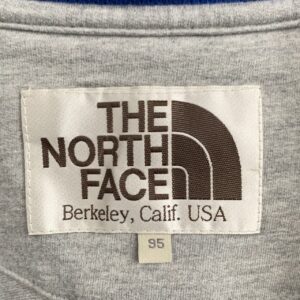 THE
NORTH
FACE
Berkeley, Calif. USA
95